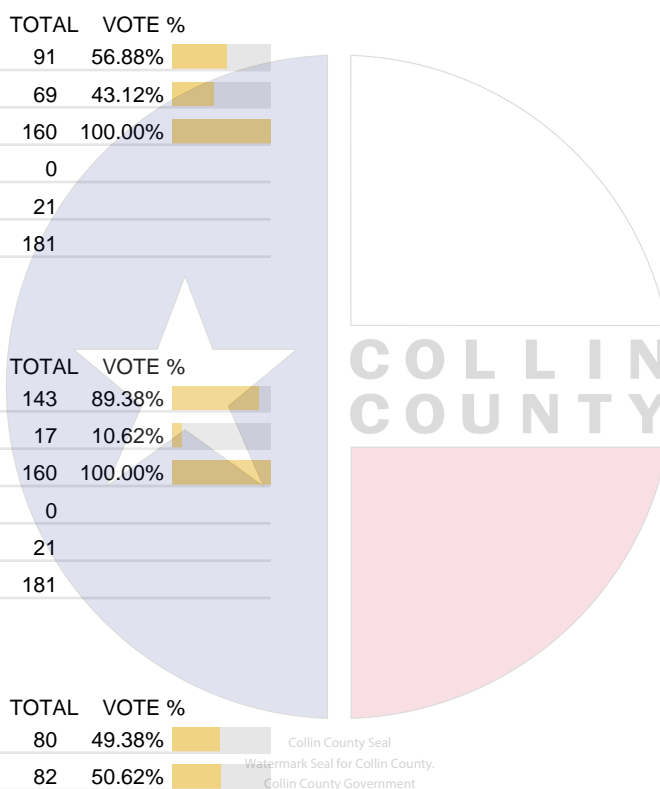 TOTAL VOTE %
91 56.88%
69 43.12%
160 100.00%
0
21
181
COLLIN
COUNTY
TOTAL VOTE %
143 89.38%
17 10.62%
160 100.00%
0
21
181
TOTAL VOTE %
80 49.38%
82 50.62%
Collin County Seal
Watermark Seal for Collin County.
Collin County Government